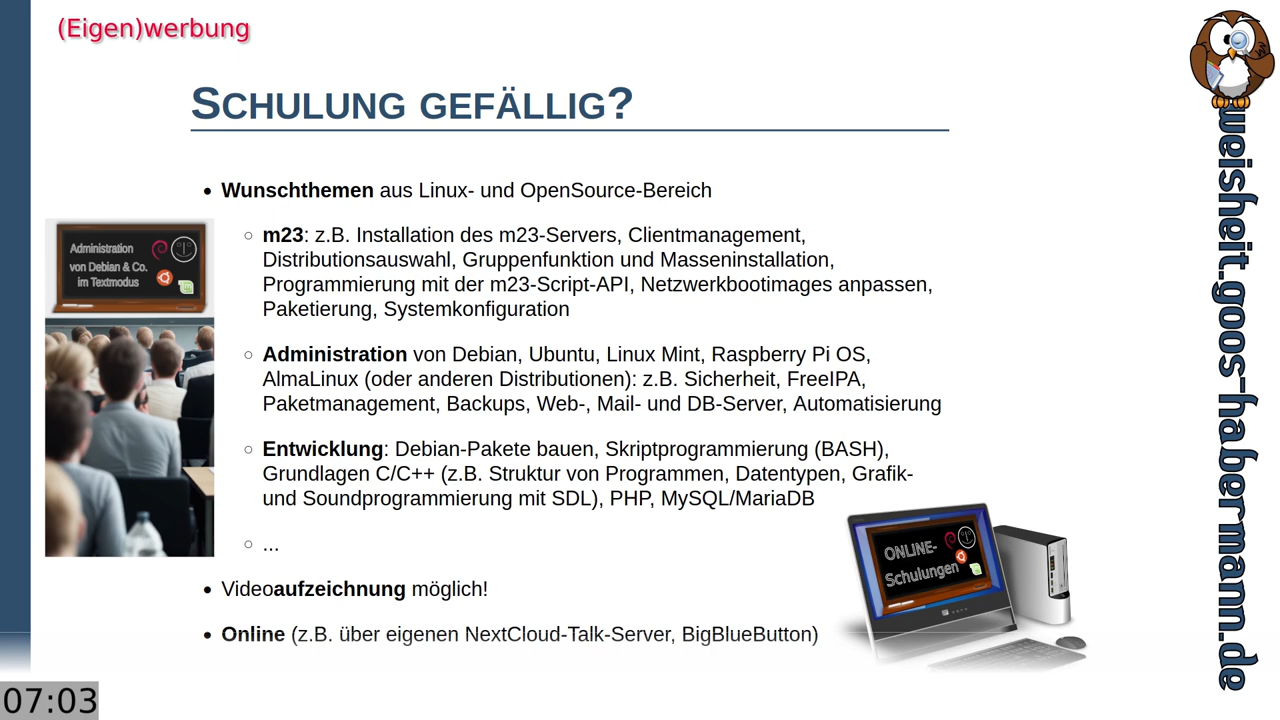 (Eigen)werbung
SCHULUNG GEFÄLLIG?
• Wunschthemen aus Linux- und OpenSource-Bereich
○ m23: z.B. Installation des m23-Servers, Clientmanagement,
Distributionsauswahl, Gruppenfunktion und Masseninstallation,
Programmierung mit der m23-Script-API, Netzwerkbootimages anpassen,
Paketierung, Systemkonfiguration
○ Administration von Debian, Ubuntu, Linux Mint, Raspberry Pi OS,
AlmaLinux (oder anderen Distributionen): z.B. Sicherheit, FreeIPA,
Paketmanagement, Backups, Web-, Mail- und DB-Server, Automatisierung
○ Entwicklung: Debian-Pakete bauen, Skriptprogrammierung (BASH),
Grundlagen C/C++ (z.B. Struktur von Programmen, Datentypen, Grafik-
und Soundprogrammierung mit SDL), PHP, MySQL/MariaDB
○ ...
• Videoaufzeichnung möglich!
• Online (z.B. über eigenen NextCloud-Talk-Server, BigBlueButton)
Administration
von Debian & Co.
im Textmodus
ONLINE-
Schulungen
weisheit.goos-habermann.de
07:03